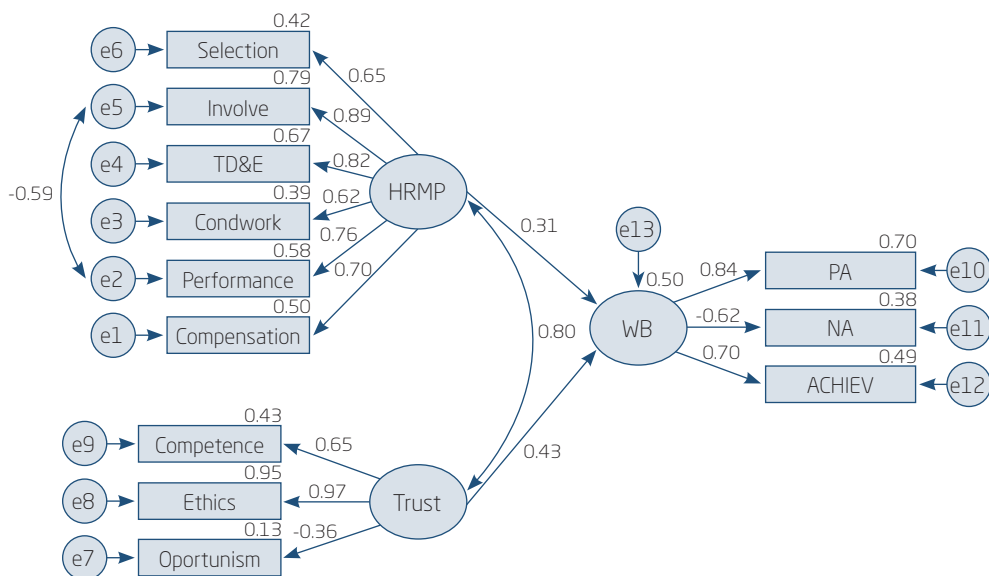 0.42
e6
Selection
0.65
0.79
e5
Involve
0.89
0.67
e4
TD&E
0.82
HRMP
-0.59
0.39
e3
Condwork
0.62
0.31
0.76
0.58
e2
Performance
0.70
0.50
e1
Compensation
e13
0.50
WB
0.80
0.84
0.70
PA
e10
-0.62
0.38
NA
e11
0.70
0.49
ACHIEV
e12
0.43
0.43
e9
Competence
0.65
0.95
e8
Ethics
0.97
Trust
0.13
-0.36
e7
Oportunism